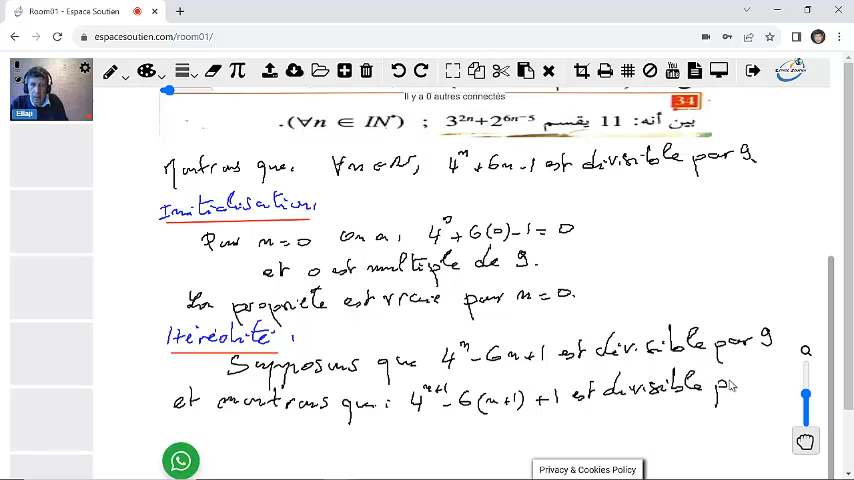 Espace Soutien
espacesoutien.com/room01/
Ellaji
Il y a 0 autres connectés
34
بين أنه: 11 يقسم 3^{2n}+2^{6n-5} ; (∀n ∈ IN*).
Montrons que: ∀n∈IN, 4^n+6n-1 est divisible par 9
Initialisation.
Pour n=0 on a: 4^0+6(0)-1=0
et 0 est multiple de 9.
La propriété est vraie pour n=0.
Hérédité:
Supposons que 4^n-6n+1 est divisible par 9
et montrons que: 4^{n+1}-6(n+1)+1 est divisible p
Privacy & Cookies Policy